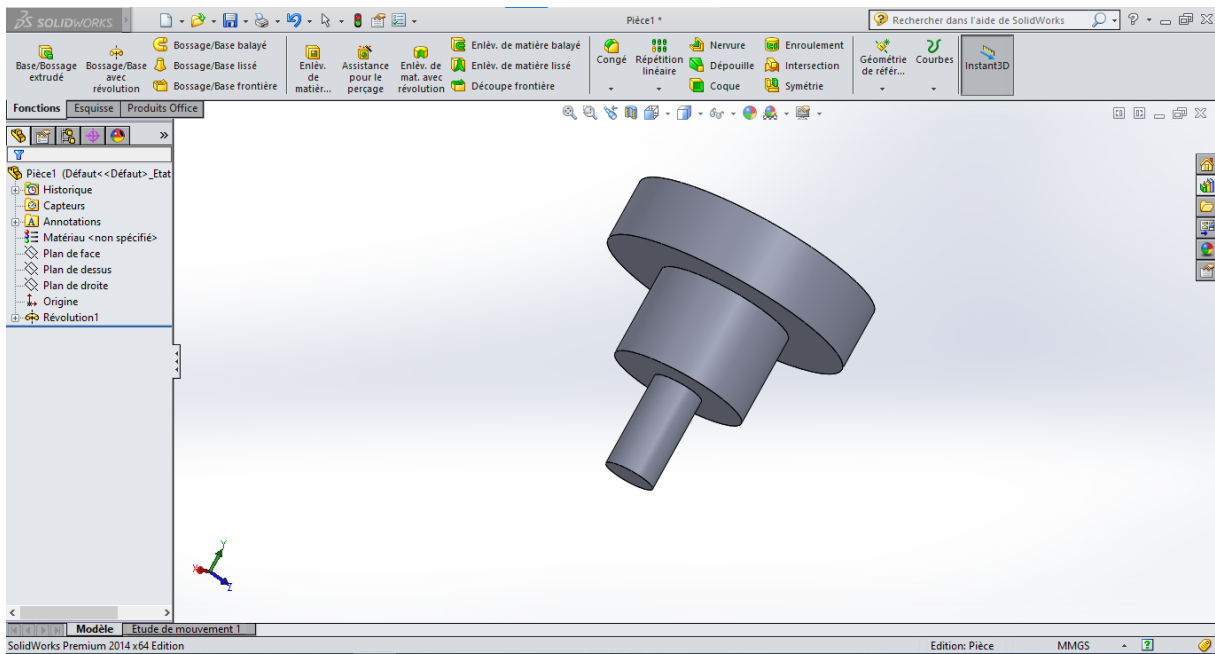 SOLIDWORKS
Pièce1 *
Rechercher dans l'aide de SolidWorks
Base/Bossage extrudé
Bossage/Base avec révolution
Bossage/Base balayé
Bossage/Base lissé
Bossage/Base frontière
Enlèv. de matièr...
Assistance pour le perçage
Enlèv. de mat. avec révolution
Enlèv. de matière balayé
Enlèv. de matière lissé
Découpe frontière
Congé
Répétition linéaire
Nervure
Dépouille
Coque
Enroulement
Intersection
Symétrie
Géométrie de référ...
Courbes
Instant3D
Fonctions
Esquisse
Produits Office
Pièce1 (Défaut<<Défaut>_Etat
Historique
Capteurs
Annotations
Matériau <non spécifié>
Plan de face
Plan de dessus
Plan de droite
Origine
Révolution1
Y
X
Z
Modèle
Etude de mouvement 1
SolidWorks Premium 2014 x64 Edition
Edition: Pièce
MMGS